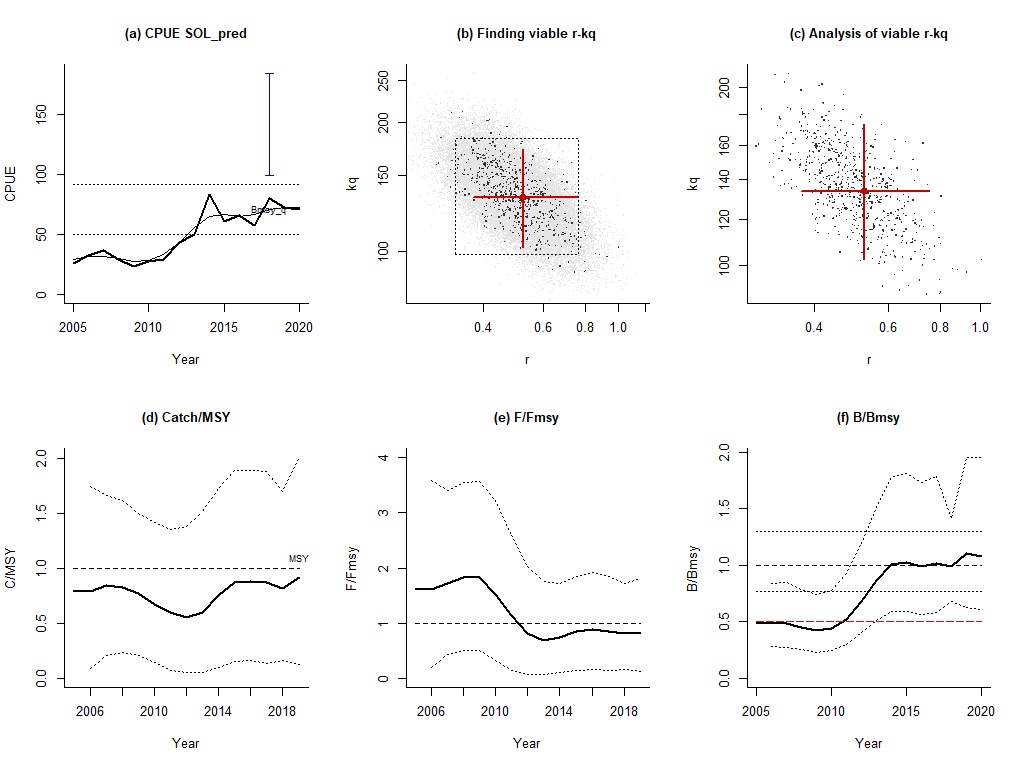 (a) CPUE SOL_pred
CPUE
0
50
100
150
Bmsy_q
2005
2010
2015
2020
Year
(b) Finding viable r-kq
kq
100
150
200
250
0.4
0.6
0.8
1.0
r
(c) Analysis of viable r-kq
kq
100
120
140
160
200
0.4
0.6
0.8
1.0
r
(d) Catch/MSY
C/MSY
0.0
0.5
1.0
1.5
2.0
MSY
2006
2010
2014
2018
Year
(e) F/Fmsy
F/Fmsy
0
1
2
3
4
2006
2010
2014
2018
Year
(f) B/Bmsy
B/Bmsy
0.0
0.5
1.0
1.5
2.0
2005
2010
2015
2020
Year